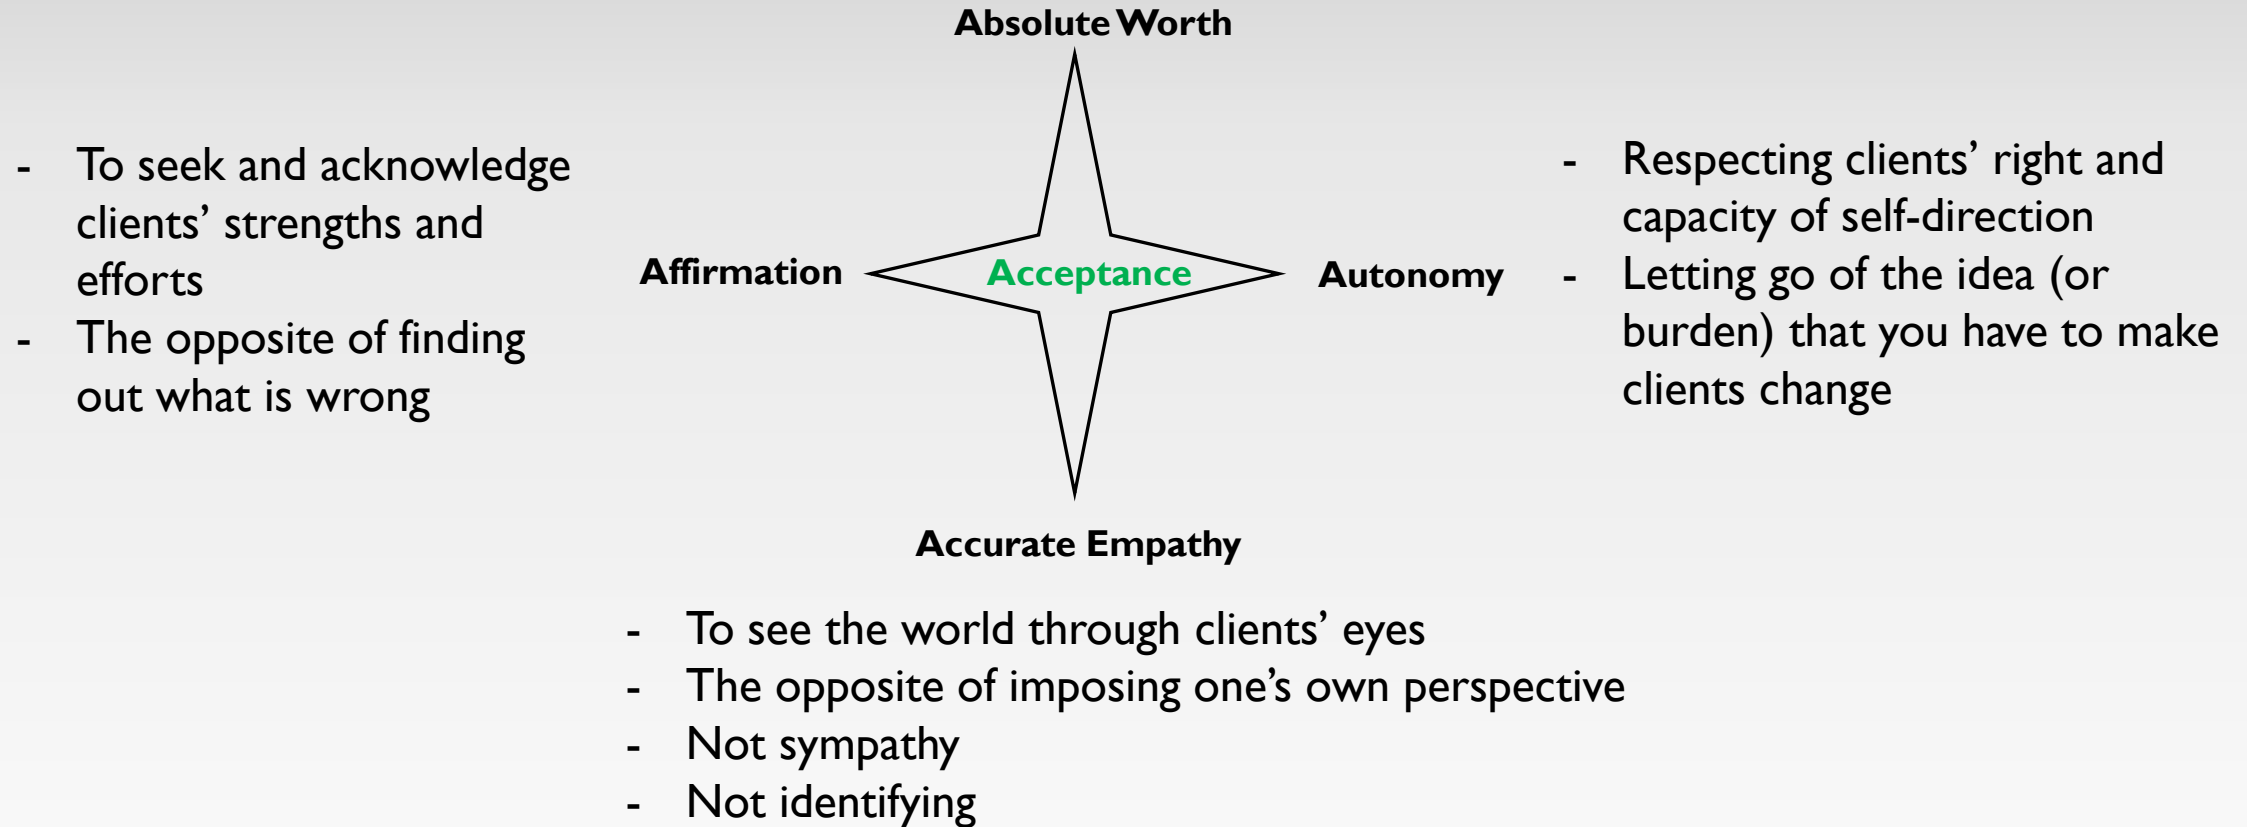 Absolute Worth
- To seek and acknowledge
clients’ strengths and
efforts
- The opposite of finding
out what is wrong
Affirmation
Acceptance
Autonomy
- Respecting clients’ right and
capacity of self-direction
- Letting go of the idea (or
burden) that you have to make
clients change
Accurate Empathy
- To see the world through clients’ eyes
- The opposite of imposing one’s own perspective
- Not sympathy
- Not identifying